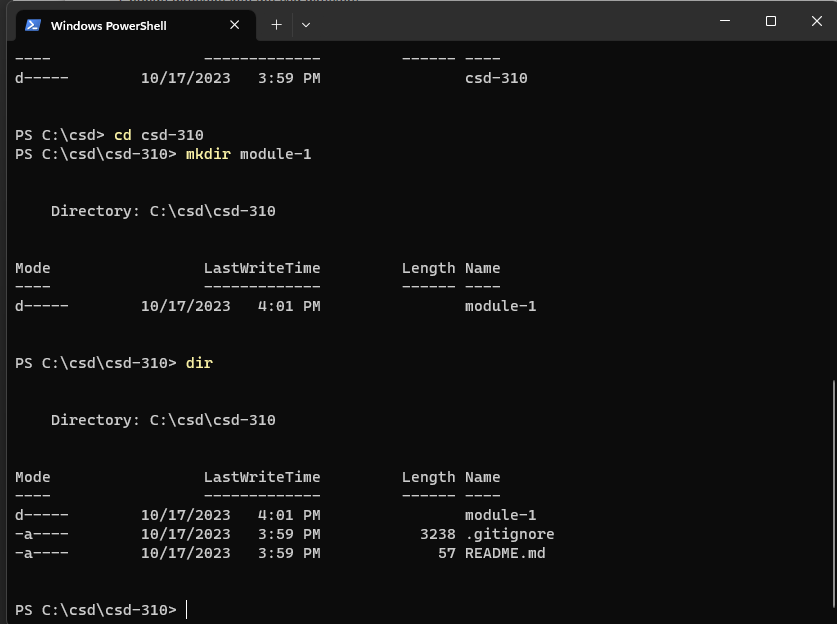 Windows PowerShell
----                 -------------         ------ ----
d-----        10/17/2023   3:59 PM                csd-310
PS C:\csd> cd csd-310
PS C:\csd\csd-310> mkdir module-1
    Directory: C:\csd\csd-310
Mode                 LastWriteTime         Length Name
----                 -------------         ------ ----
d-----        10/17/2023   4:01 PM                module-1
PS C:\csd\csd-310> dir
    Directory: C:\csd\csd-310
Mode                 LastWriteTime         Length Name
----                 -------------         ------ ----
d-----        10/17/2023   4:01 PM                module-1
-a----        10/17/2023   3:59 PM           3238 .gitignore
-a----        10/17/2023   3:59 PM             57 README.md
PS C:\csd\csd-310>